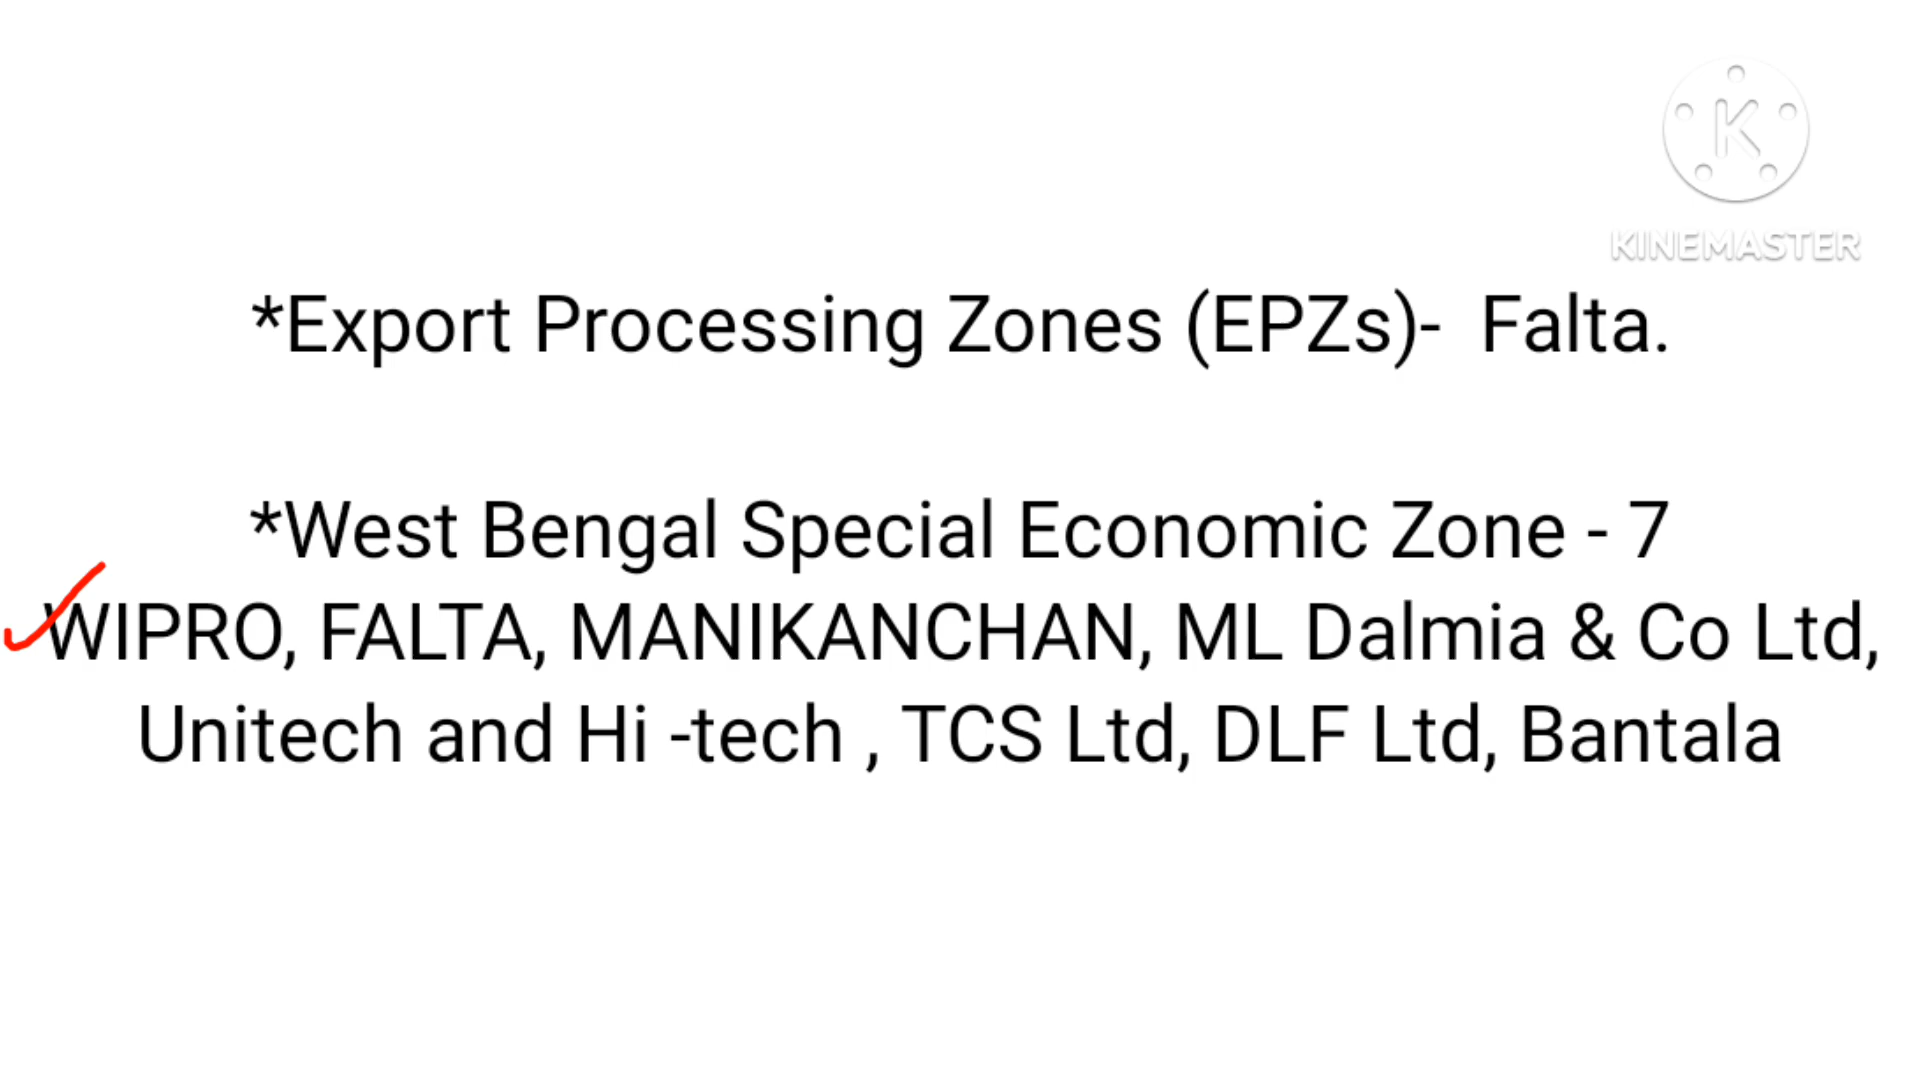 K
KINEMASTER
*Export Processing Zones (EPZs)-  Falta.
*West Bengal Special Economic Zone - 7
WIPRO, FALTA, MANIKANCHAN, ML Dalmia & Co Ltd,
Unitech and Hi -tech , TCS Ltd, DLF Ltd, Bantala